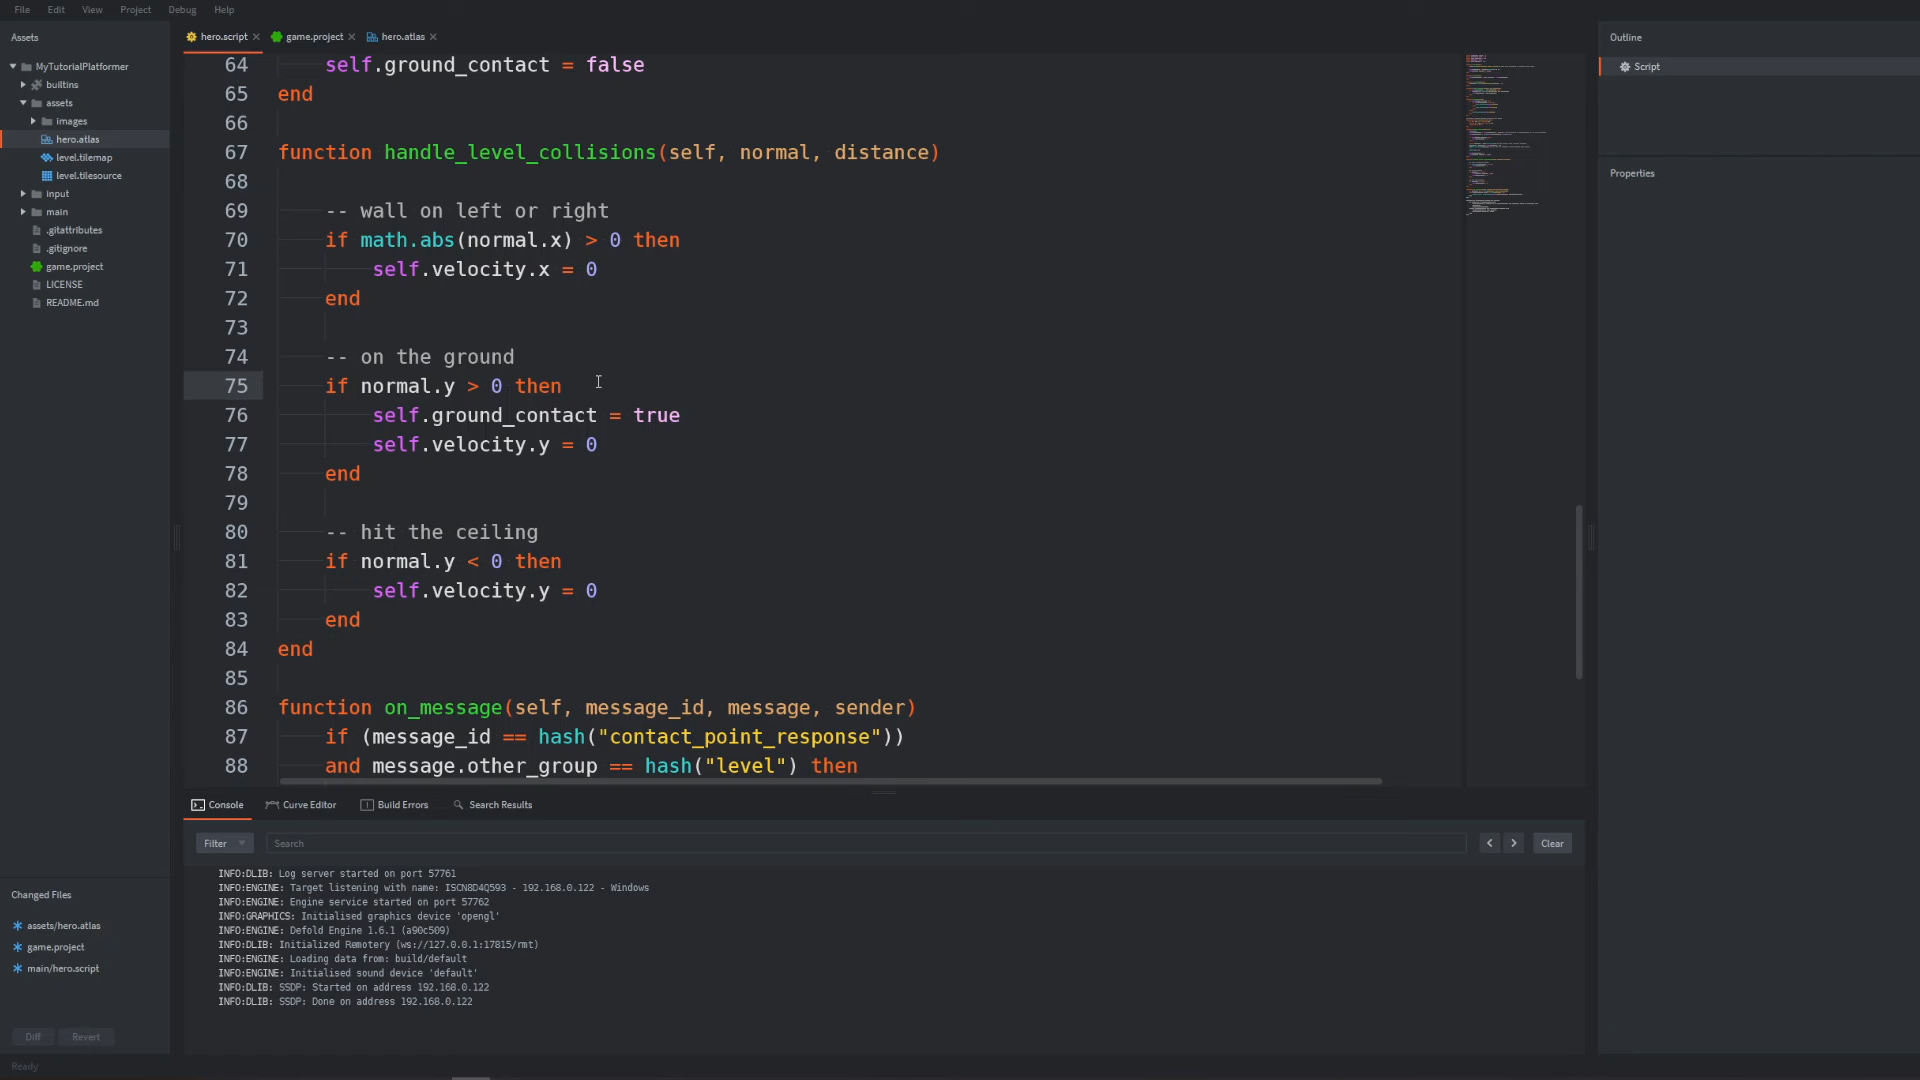 File Edit View Project Debug Help
Assets
MyTutorialPlatformer
builtins
assets
images
hero.atlas
level.tilemap
level.tilesource
input
main
.gitattributes
.gitignore
game.project
LICENSE
README.md
Changed Files
assets/hero.atlas
game.project
main/hero.script
Diff Revert
Ready
hero.script game.project hero.atlas
64 self.ground_contact = false
65 end
66
67 function handle_level_collisions(self, normal, distance)
68
69 -- wall on left or right
70 if math.abs(normal.x) > 0 then
71 self.velocity.x = 0
72 end
73
74 -- on the ground
75 if normal.y > 0 then
76 self.ground_contact = true
77 self.velocity.y = 0
78 end
79
80 -- hit the ceiling
81 if normal.y < 0 then
82 self.velocity.y = 0
83 end
84 end
85
86 function on_message(self, message_id, message, sender)
87 if (message_id == hash("contact_point_response"))
88 and message.other_group == hash("level") then
Console Curve Editor Build Errors Search Results
Filter Search Clear
INFO:DLIB: Log server started on port 57761
INFO:ENGINE: Target listening with name: ISCN8D4Q593 - 192.168.0.122 - Windows
INFO:ENGINE: Engine service started on port 57762
INFO:GRAPHICS: Initialised graphics device 'opengl'
INFO:ENGINE: Defold Engine 1.6.1 (a90c509)
INFO:DLIB: Initialized Remotery (ws://127.0.0.1:17815/rmt)
INFO:ENGINE: Loading data from: build/default
INFO:ENGINE: Initialised sound device 'default'
INFO:DLIB: SSDP: Started on address 192.168.0.122
INFO:DLIB: SSDP: Done on address 192.168.0.122
Outline
Script
Properties